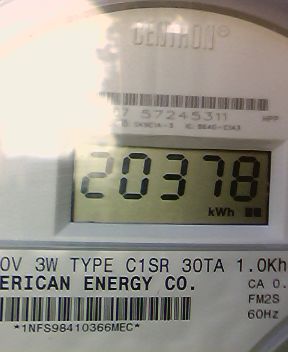 CENTRON®
57245311 HPP
20378
kWh
0V 3W TYPE C1SR 30TA 1.0Kh
ERICAN ENERGY CO. CA 0.
FM2S
60Hz
*1NFS98410366MEC*